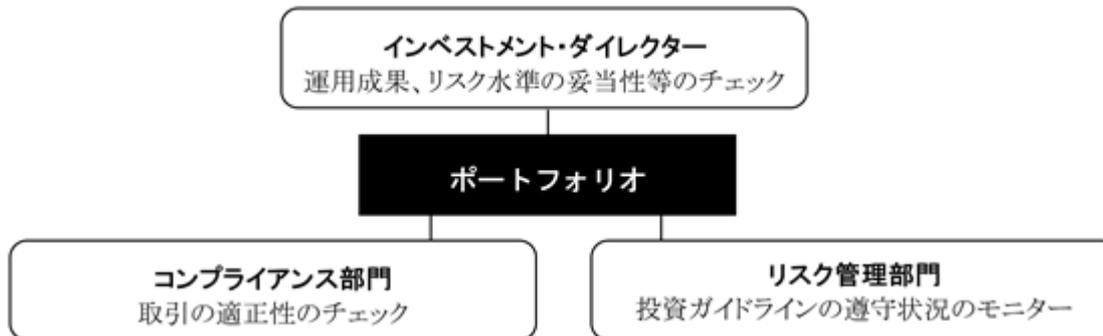 インベストメント・ダイレクター
運用成果、リスク水準の妥当性等のチェック
ポートフォリオ
コンプライアンス部門
取引の適正性のチェック
リスク管理部門
投資ガイドラインの遵守状況のモニター